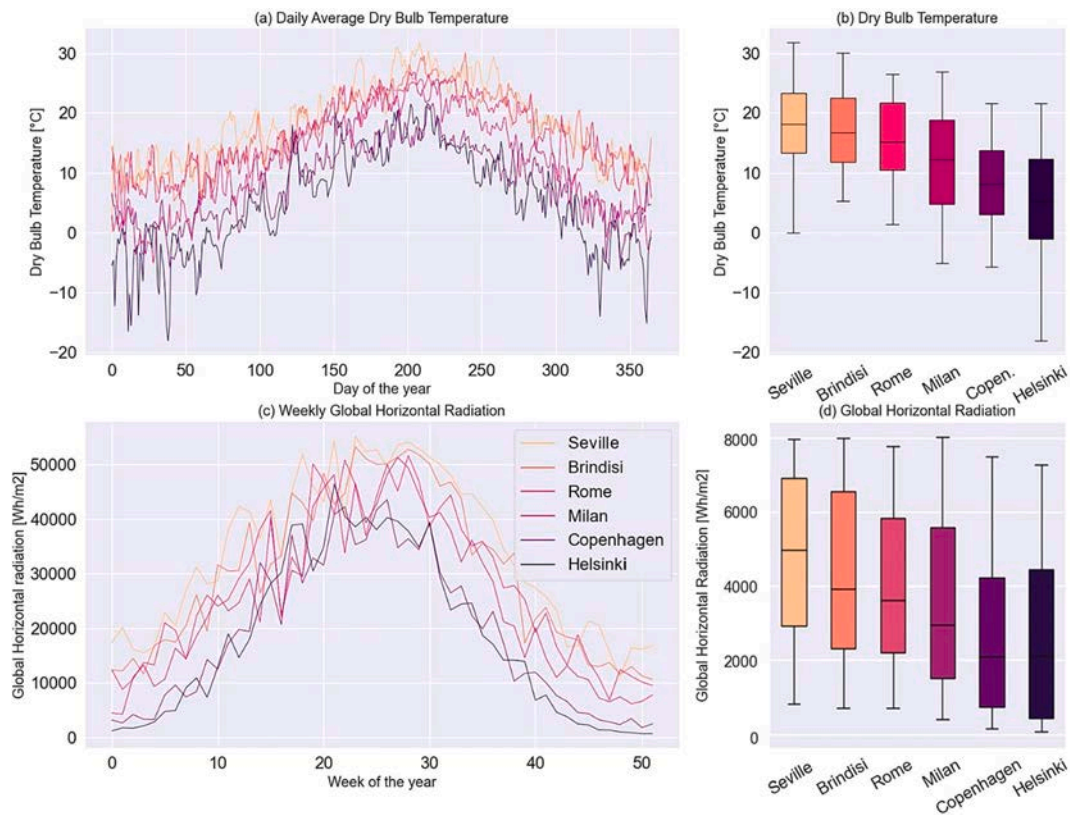 (a) Daily Average Dry Bulb Temperature
Dry Bulb Temperature [°C]
30
20
10
0
−10
−20
0
50
100
150
200
250
300
350
Day of the year
(b) Dry Bulb Temperature
Dry Bulb Temperature [°C]
30
20
10
0
−10
−20
Seville
Brindisi
Rome
Milan
Copen.
Helsinki
(c) Weekly Global Horizontal Radiation
Global Horizontal radiation [Wh/m2]
50000
40000
30000
20000
10000
0
0
10
20
30
40
50
Week of the year
Seville
Brindisi
Rome
Milan
Copenhagen
Helsinki
(d) Global Horizontal Radiation
Global Horizontal Radiation [Wh/m2]
8000
6000
4000
2000
0
Seville
Brindisi
Rome
Milan
Copenhagen
Helsinki